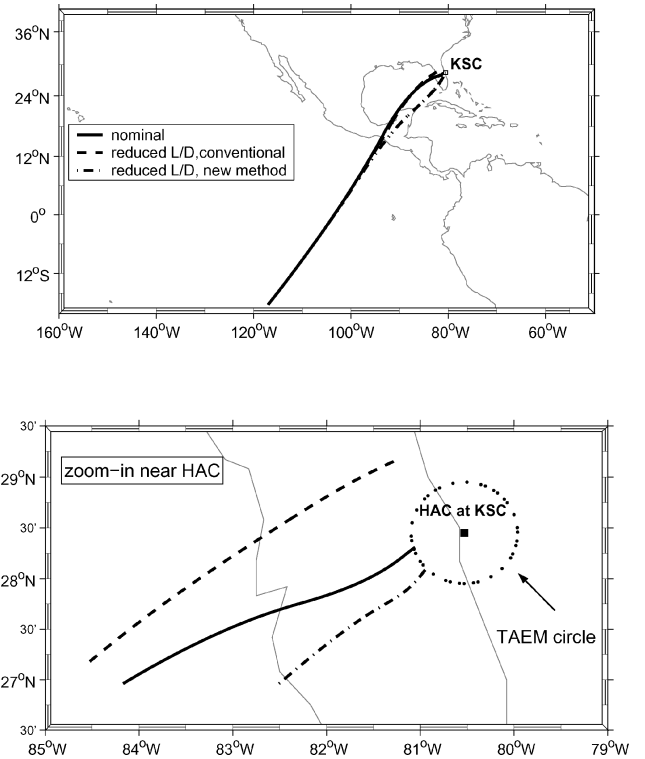 36°N
KSC
24°N
nominal
reduced L/D,conventional
reduced L/D, new method
12°N
0°
12°S
160°W 140°W 120°W 100°W 80°W 60°W
30'
zoom−in near HAC
29°N
HAC at KSC
30'
28°N
30'
TAEM circle
27°N
30'
85°W 84°W 83°W 82°W 81°W 80°W 79°W